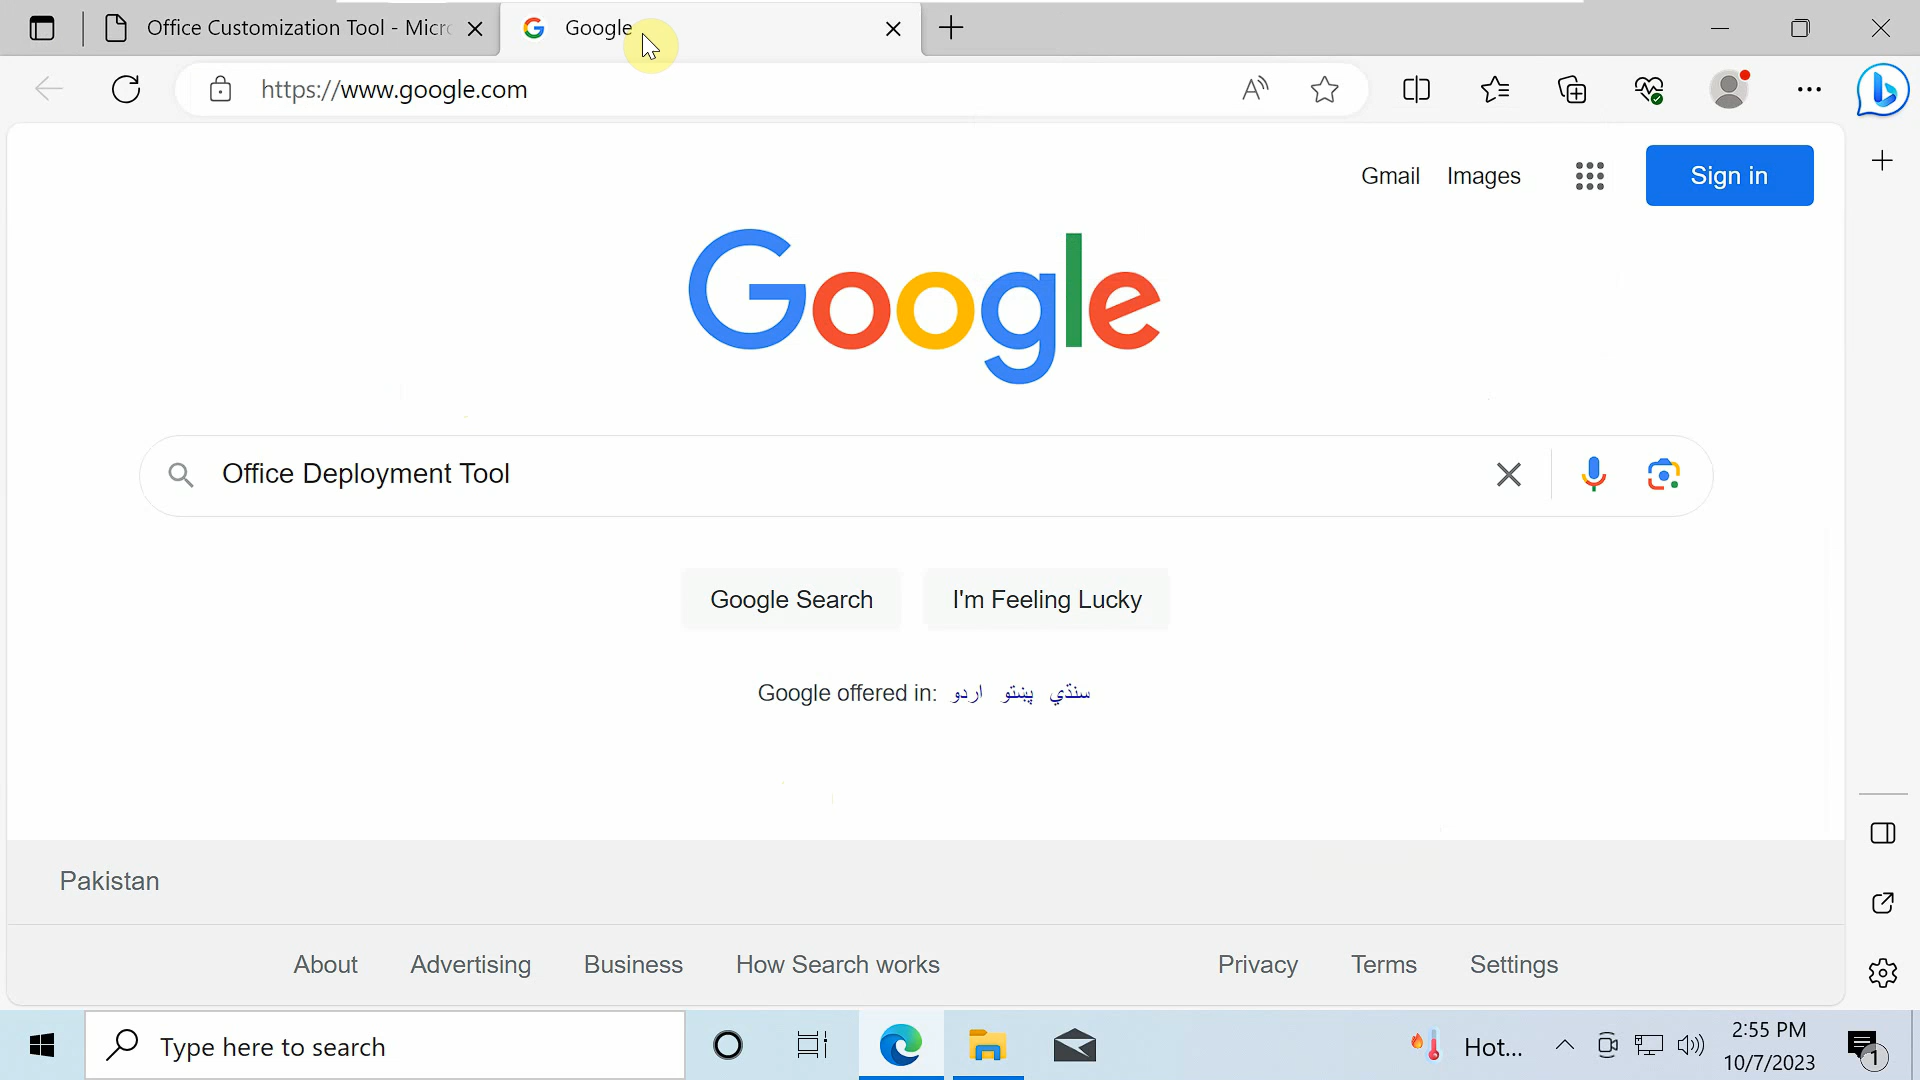 Office Customization Tool - Micr
Google
https://www.google.com
Gmail Images Sign in
Google
Office Deployment Tool
Google Search I'm Feeling Lucky
Google offered in: اردو پښتو سنڌي
Pakistan
About Advertising Business How Search works Privacy Terms Settings
Type here to search
Hot...
2:55 PM
10/7/2023
1